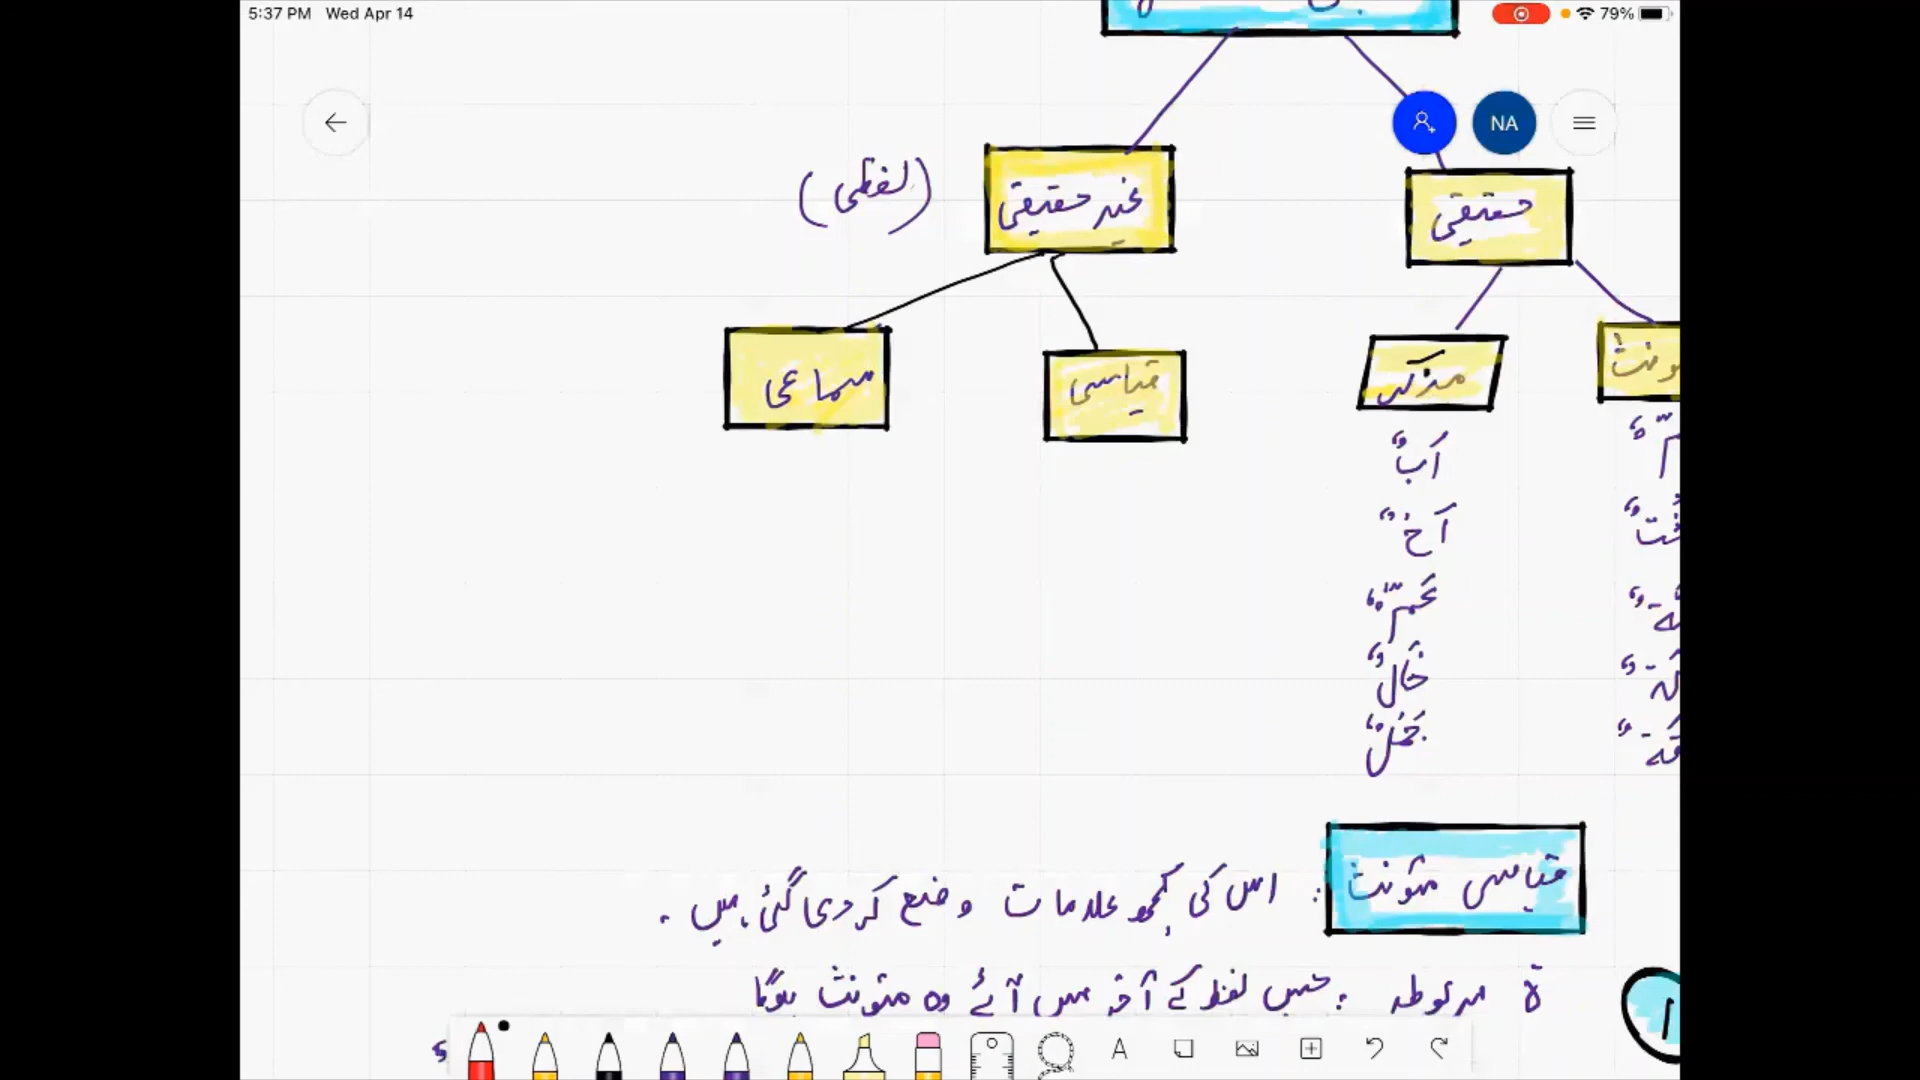 5:37 PM Wed Apr 14
79%
NA
غیر حقیقی
(لفظی)
حقیقی
سماعی
قیاسی
مذکر
اَبٌ
اَخٌ
عَمٌّ
خَالٌ
جَمَلٌ
قیاسی مؤنث : اس کی کچھ علامات وضع کر دی گئی ہیں.
ۃ مربوطہ : جس لفظ کے آخر میں آئے وہ مؤنث ہوگا
۱
A